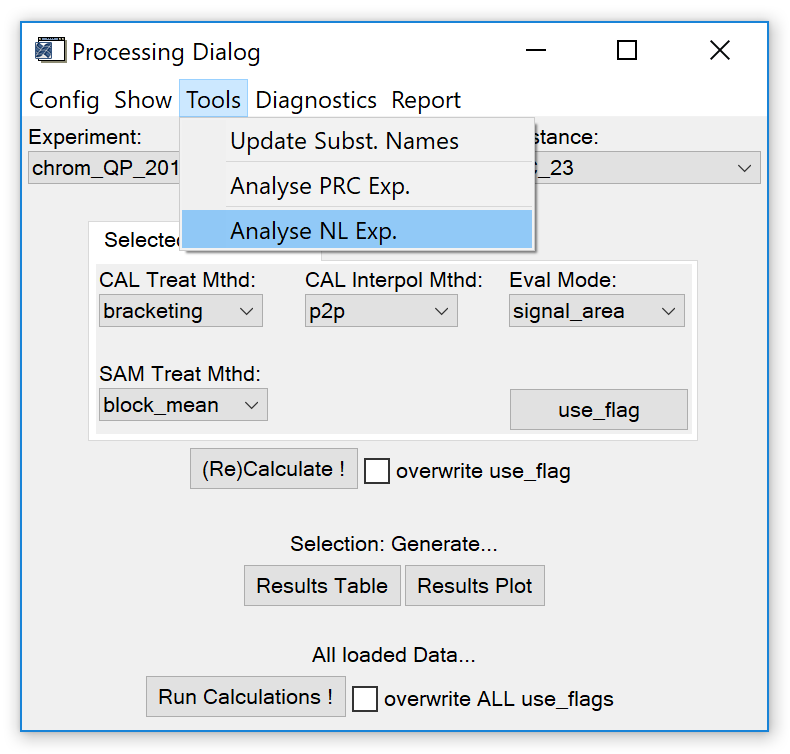 Processing Dialog
Config Show Tools Diagnostics Report
Experiment:
chrom_QP_201
Update Subst. Names
Analyse PRC Exp.
Analyse NL Exp.
stance:
_23
Selected
CAL Treat Mthd: CAL Interpol Mthd: Eval Mode:
bracketing p2p signal_area
SAM Treat Mthd:
block_mean use_flag
(Re)Calculate ! overwrite use_flag
Selection: Generate...
Results Table Results Plot
All loaded Data...
Run Calculations ! overwrite ALL use_flags